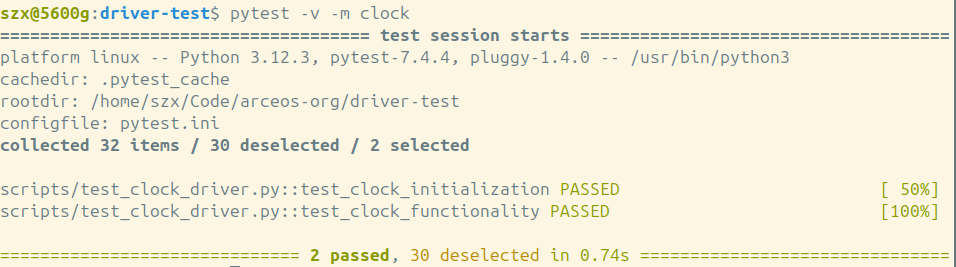 szx@5600g:driver-test$ pytest -v -m clock
===================================== test session starts =====================================
platform linux -- Python 3.12.3, pytest-7.4.4, pluggy-1.4.0 -- /usr/bin/python3
cachedir: .pytest_cache
rootdir: /home/szx/Code/arceos-org/driver-test
configfile: pytest.ini
collected 32 items / 30 deselected / 2 selected
scripts/test_clock_driver.py::test_clock_initialization PASSED [ 50%]
scripts/test_clock_driver.py::test_clock_functionality PASSED [100%]
============================== 2 passed, 30 deselected in 0.74s ===============================